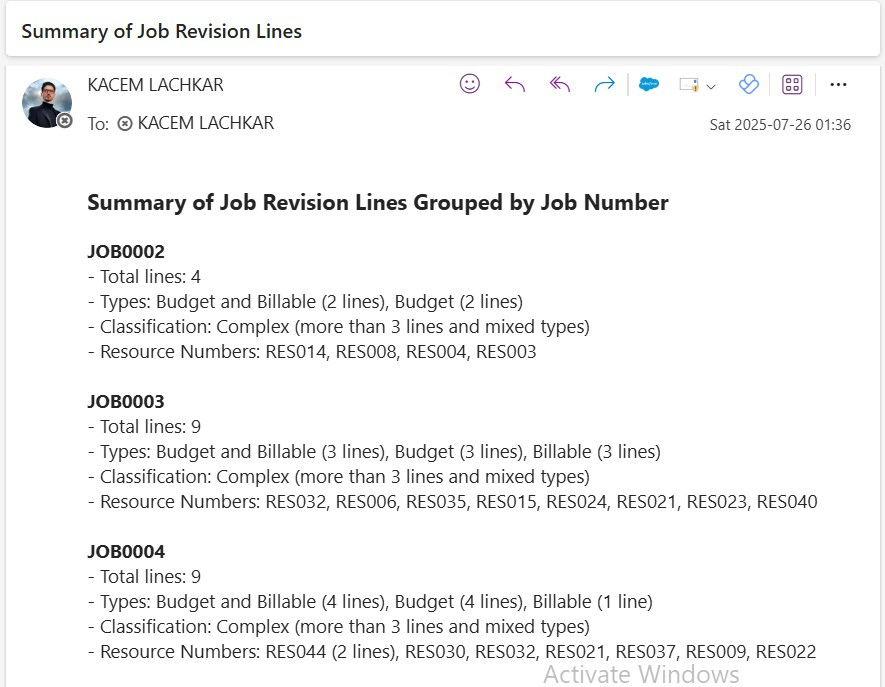 Summary of Job Revision Lines
KACEM LACHKAR
To: KACEM LACHKAR
Sat 2025-07-26 01:36
Summary of Job Revision Lines Grouped by Job Number
JOB0002
- Total lines: 4
- Types: Budget and Billable (2 lines), Budget (2 lines)
- Classification: Complex (more than 3 lines and mixed types)
- Resource Numbers: RES014, RES008, RES004, RES003
JOB0003
- Total lines: 9
- Types: Budget and Billable (3 lines), Budget (3 lines), Billable (3 lines)
- Classification: Complex (more than 3 lines and mixed types)
- Resource Numbers: RES032, RES006, RES035, RES015, RES024, RES021, RES023, RES040
JOB0004
- Total lines: 9
- Types: Budget and Billable (4 lines), Budget (4 lines), Billable (1 line)
- Classification: Complex (more than 3 lines and mixed types)
- Resource Numbers: RES044 (2 lines), RES030, RES032, RES021, RES037, RES009, RES022
Activate Windows